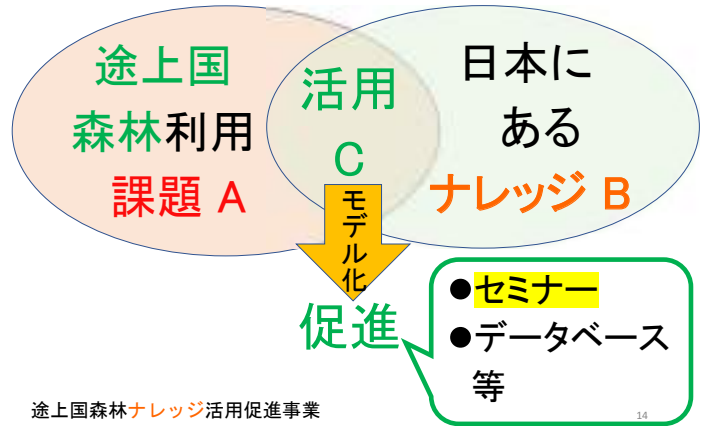 途上国
森林利用
課題 A
活用
C
日本に
ある
ナレッジ B
モデル化
促進
●セミナー
●データベース
等
途上国森林ナレッジ活用促進事業
14